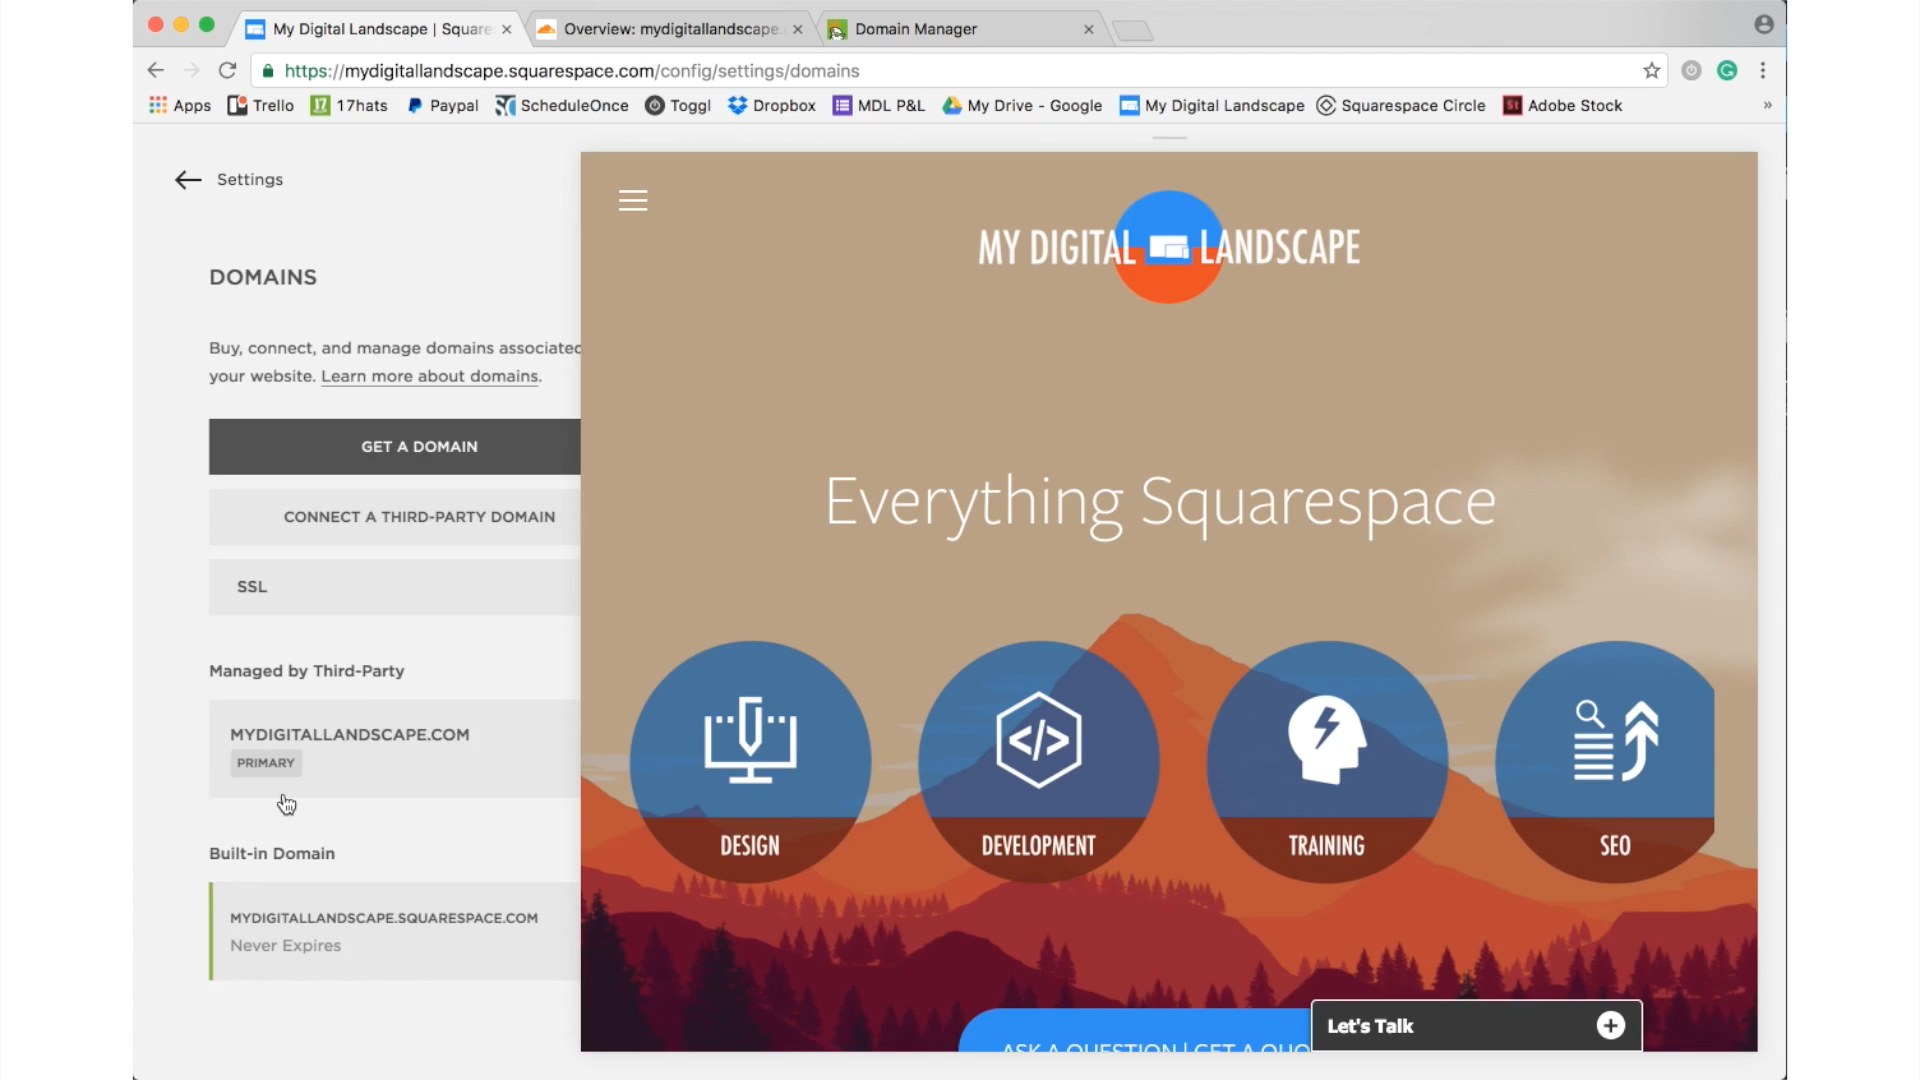 My Digital Landscape | Square
Overview: mydigitallandscape.
Domain Manager
https://mydigitallandscape.squarespace.com/config/settings/domains
Apps Trello 17hats Paypal ScheduleOnce Toggl Dropbox MDL P&L My Drive - Google My Digital Landscape Squarespace Circle Adobe Stock »
Settings
DOMAINS
Buy, connect, and manage domains associated
your website. Learn more about domains.
GET A DOMAIN
CONNECT A THIRD-PARTY DOMAIN
SSL
Managed by Third-Party
MYDIGITALLANDSCAPE.COM
PRIMARY
Built-in Domain
MYDIGITALLANDSCAPE.SQUARESPACE.COM
Never Expires
MY DIGITAL LANDSCAPE
Everything Squarespace
DESIGN
DEVELOPMENT
TRAINING
SEO
ASK A QUESTION | GET A QUO
Let's Talk